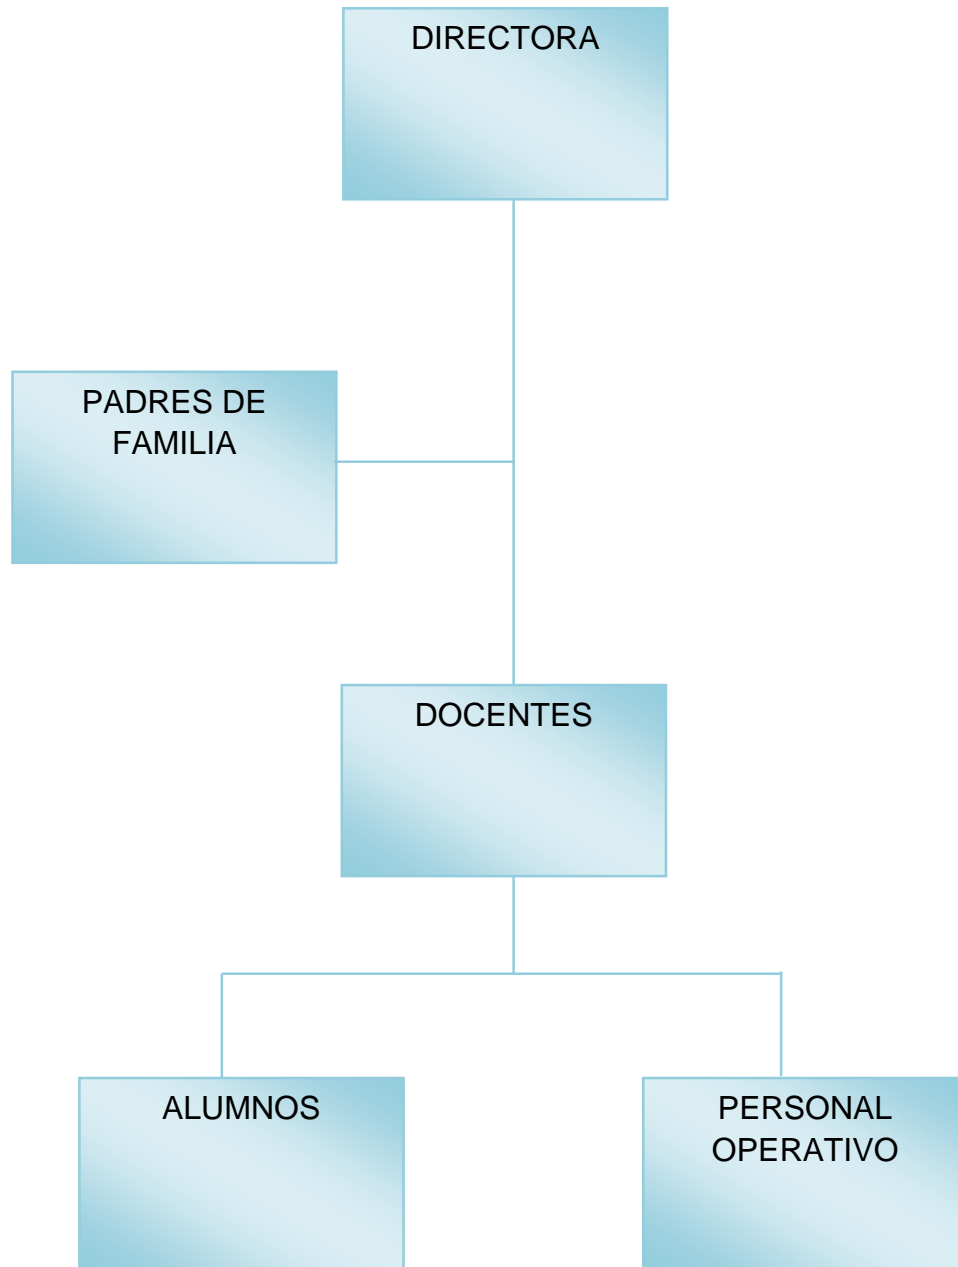 DIRECTORA
PADRES DE
FAMILIA
DOCENTES
ALUMNOS
PERSONAL
OPERATIVO